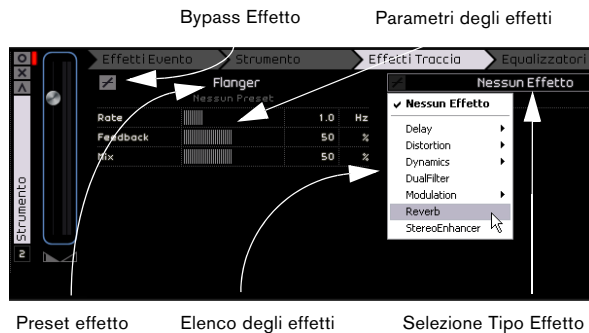 Bypass Effetto
Parametri degli effetti
Effetti Evento
Strumento
Effetti Traccia
Equalizzatori
Flanger
Nessun Preset
Nessun Effetto
Rate 1.0 Hz
Feedback 50 %
Mix 50 %
✓ Nessun Effetto
Delay
Distortion
Dynamics
DualFilter
Modulation
Reverb
StereoEnhancer
Strumento
2
Preset effetto
Elenco degli effetti
Selezione Tipo Effetto